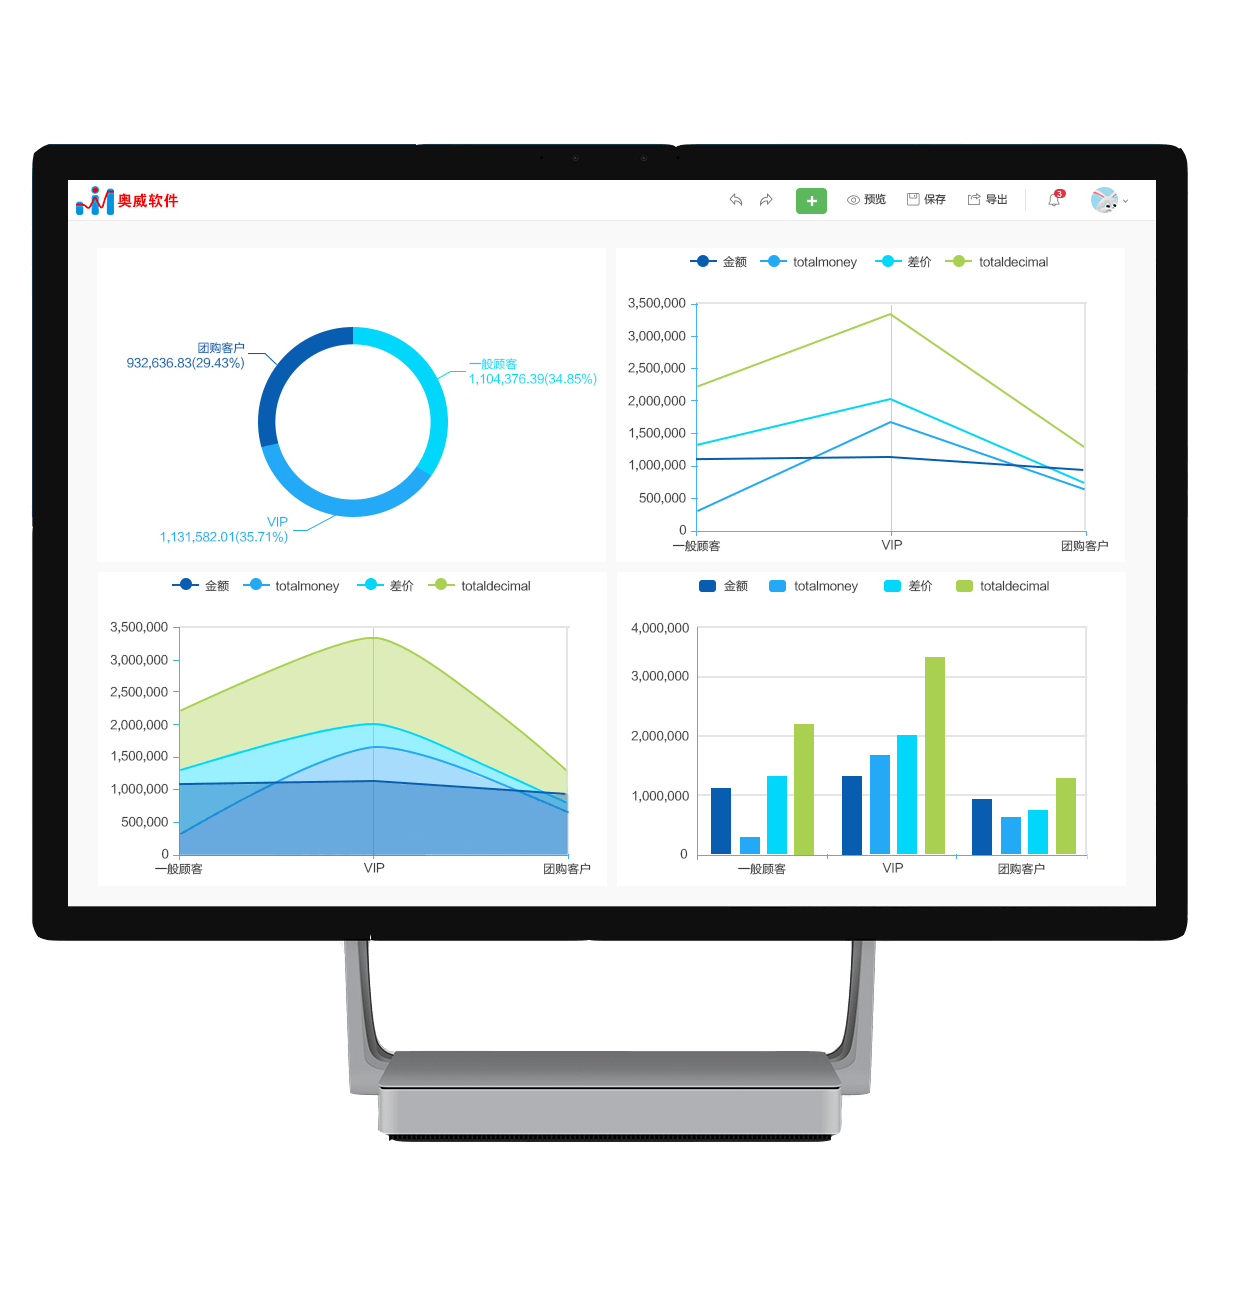 奥威软件
+
预览
保存
导出
3
团购客户
932,636.83(29.43%)
一般顾客
1,104,376.39(34.85%)
VIP
1,131,582.01(35.71%)
金额 totalmoney 差价 totaldecimal
3,500,000
3,000,000
2,500,000
2,000,000
1,500,000
1,000,000
500,000
0
一般顾客 VIP 团购客户
金额 totalmoney 差价 totaldecimal
3,500,000
3,000,000
2,500,000
2,000,000
1,500,000
1,000,000
500,000
0
一般顾客 VIP 团购客户
金额 totalmoney 差价 totaldecimal
4,000,000
3,000,000
2,000,000
1,000,000
0
一般顾客 VIP 团购客户